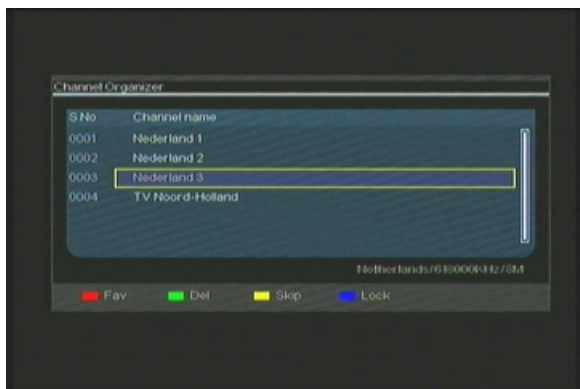 Channel Organizer
S.No Channel name
0001 Nederland 1
0002 Nederland 2
0003 Nederland 3
0004 TV Noord-Holland
Netherlands/618000KHz/8M
Fav Del Skip Lock